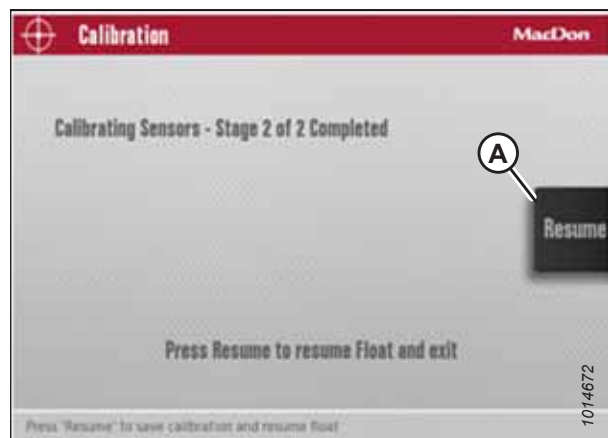 Calibration
MacDon
Calibrating Sensors - Stage 2 of 2 Completed
A
Resume
Press Resume to resume Float and exit
1014672
Press 'Resume' to save calibration and resume float